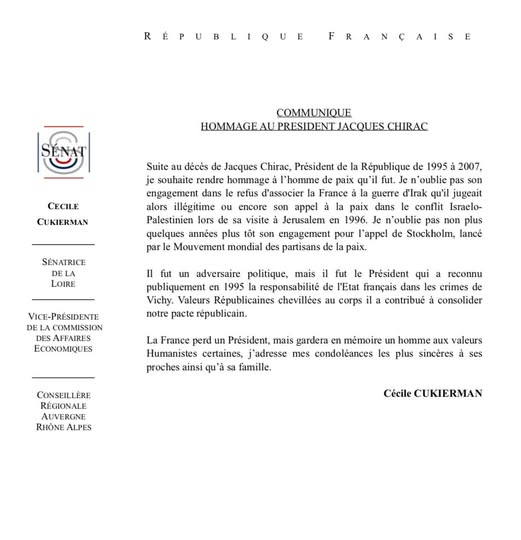 RÉPUBLIQUE FRANÇAISE
COMMUNIQUE
HOMMAGE AU PRESIDENT JACQUES CHIRAC
SÉNAT
CECILE
CUKIERMAN
SÉNATRICE
DE LA
LOIRE
VICE-PRÉSIDENTE
DE LA COMMISSION
DES AFFAIRES
ECONOMIQUES
CONSEILLÈRE
RÉGIONALE
AUVERGNE
RHÔNE ALPES
Suite au décès de Jacques Chirac, Président de la République de 1995 à 2007,
je souhaite rendre hommage à l'homme de paix qu'il fut. Je n'oublie pas son
engagement dans le refus d'associer la France à la guerre d'Irak qu'il jugeait
alors illégitime ou encore son appel à la paix dans le conflit Israelo-
Palestinien lors de sa visite à Jerusalem en 1996. Je n'oublie pas non plus
quelques années plus tôt son engagement pour l'appel de Stockholm, lancé
par le Mouvement mondial des partisans de la paix.
Il fut un adversaire politique, mais il fut le Président qui a reconnu
publiquement en 1995 la responsabilité de l'Etat français dans les crimes de
Vichy. Valeurs Républicaines chevillées au corps il a contribué à consolider
notre pacte républicain.
La France perd un Président, mais gardera en mémoire un homme aux valeurs
Humanistes certaines, j'adresse mes condoléances les plus sincères à ses
proches ainsi qu'à sa famille.
Cécile CUKIERMAN